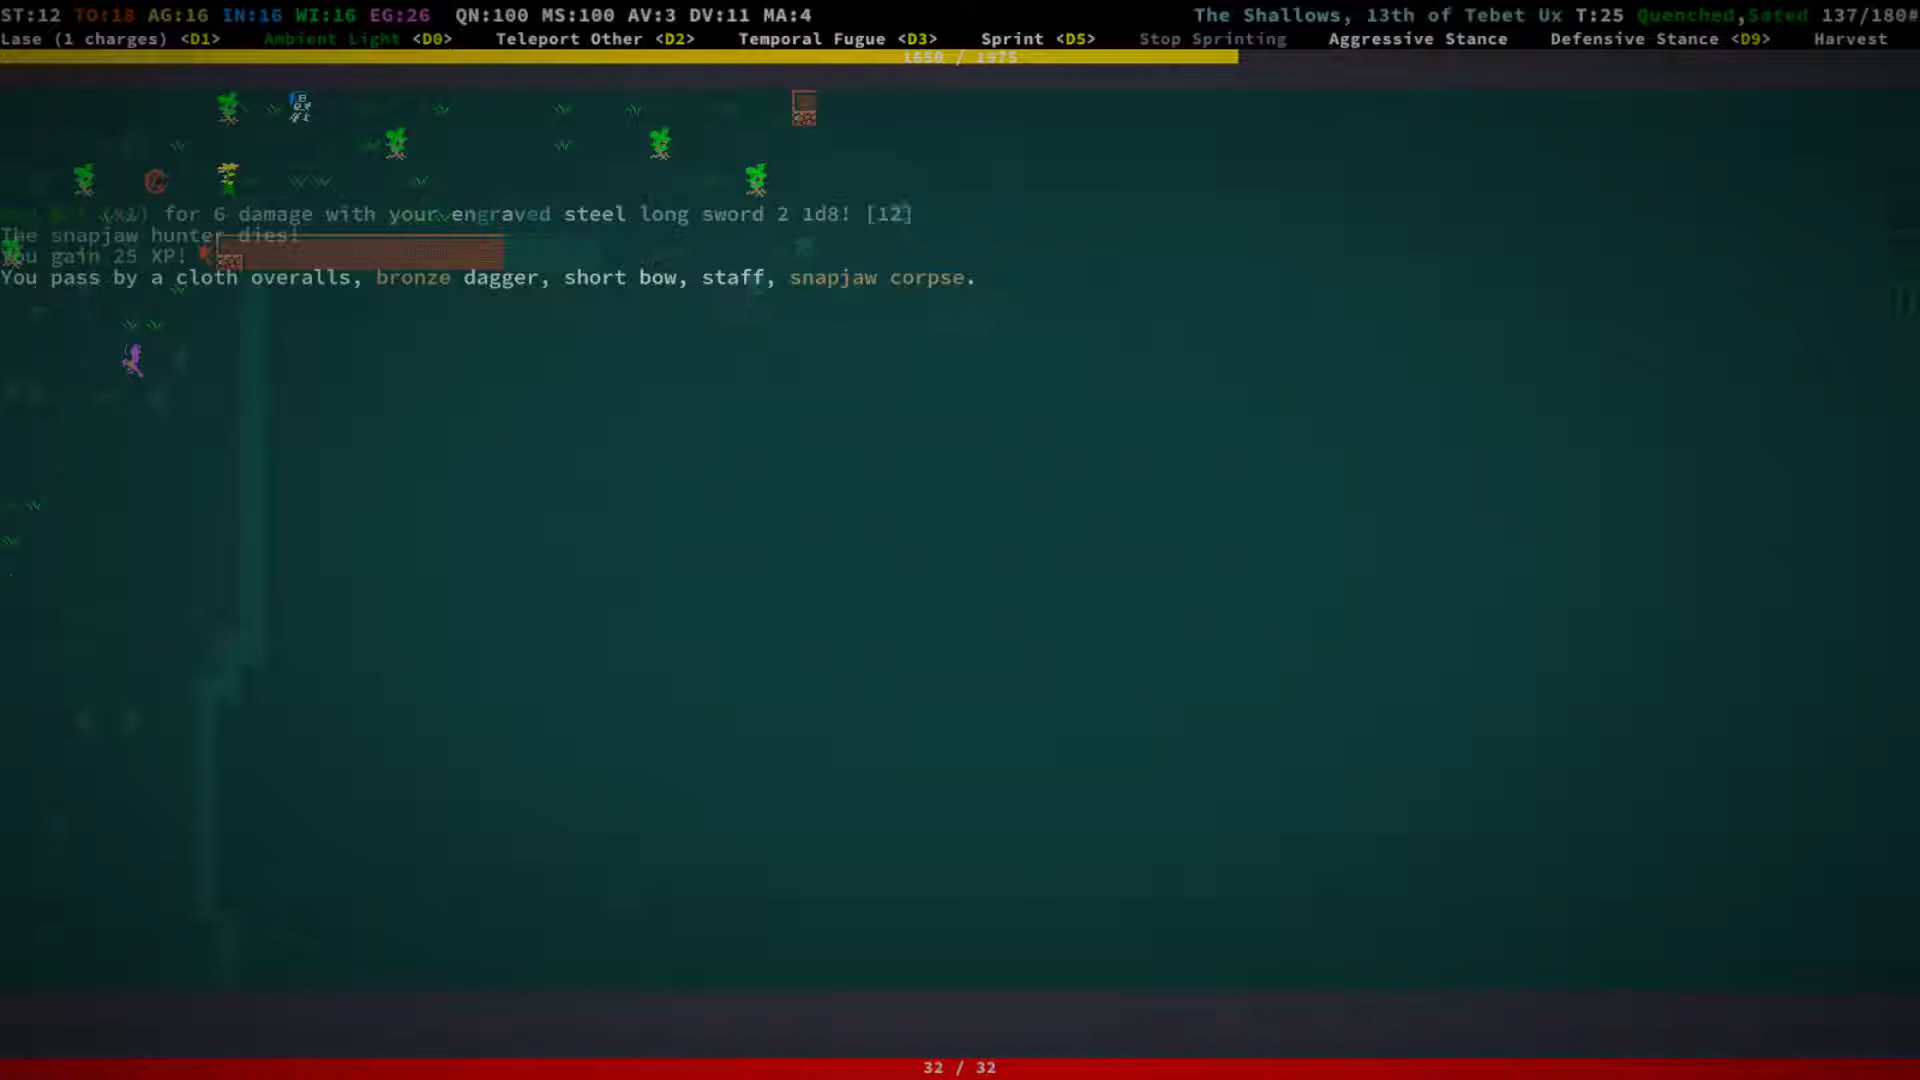 ST:12 TO:18 AG:16 IN:16 WI:16 EG:26 QN:100 MS:100 AV:3 DV:11 MA:4 The Shallows, 13th of Tebet Ux T:25 Quenched,Sated 137/180#
Lase (1 charges) <D1> Ambient Light <D0> Teleport Other <D2> Temporal Fugue <D3> Sprint <D5> Stop Sprinting Aggressive Stance Defensive Stance <D9> Harvest
1650 / 1975
(x1) for 6 damage with your engraved steel long sword 2 1d8! [12]
The snapjaw hunter dies!
You gain 25 XP!
You pass by a cloth overalls, bronze dagger, short bow, staff, snapjaw corpse.
32 / 32